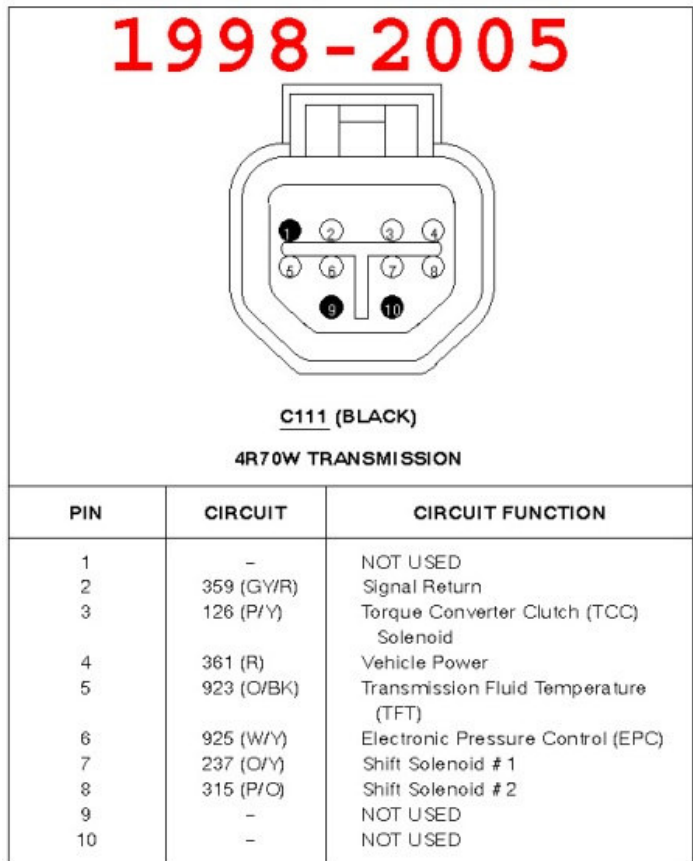 1998-2005
1 2 3 4
5 6 7 8
9 10
C111 (BLACK)
4R70W TRANSMISSION
PIN CIRCUIT CIRCUIT FUNCTION
1 – NOT USED
2 359 (GY/R) Signal Return
3 126 (P/Y) Torque Converter Clutch (TCC)
Solenoid
4 361 (R) Vehicle Power
5 923 (O/BK) Transmission Fluid Temperature
(TFT)
6 925 (W/Y) Electronic Pressure Control (EPC)
7 237 (O/Y) Shift Solenoid # 1
8 315 (P/O) Shift Solenoid # 2
9 – NOT USED
10 – NOT USED